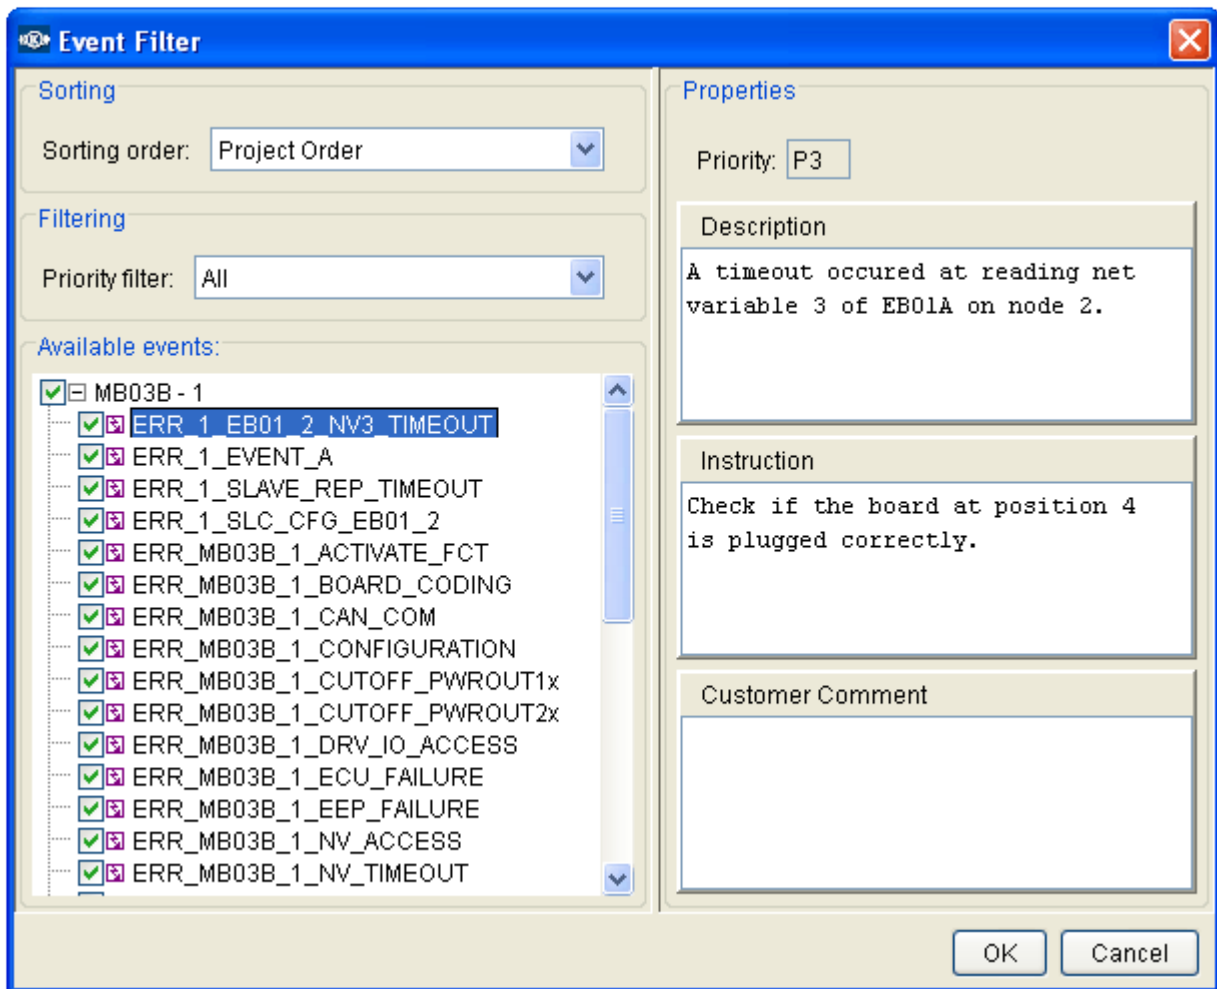 Event Filter
Sorting
Sorting order: Project Order
Filtering
Priority filter: All
Available events:
MB03B - 1
ERR_1_EB01_2_NV3_TIMEOUT
ERR_1_EVENT_A
ERR_1_SLAVE_REP_TIMEOUT
ERR_1_SLC_CFG_EB01_2
ERR_MB03B_1_ACTIVATE_FCT
ERR_MB03B_1_BOARD_CODING
ERR_MB03B_1_CAN_COM
ERR_MB03B_1_CONFIGURATION
ERR_MB03B_1_CUTOFF_PWROUT1x
ERR_MB03B_1_CUTOFF_PWROUT2x
ERR_MB03B_1_DRV_IO_ACCESS
ERR_MB03B_1_ECU_FAILURE
ERR_MB03B_1_EEP_FAILURE
ERR_MB03B_1_NV_ACCESS
ERR_MB03B_1_NV_TIMEOUT
Properties
Priority: P3
Description
A timeout occured at reading net
variable 3 of EB01A on node 2.
Instruction
Check if the board at position 4
is plugged correctly.
Customer Comment
OK
Cancel